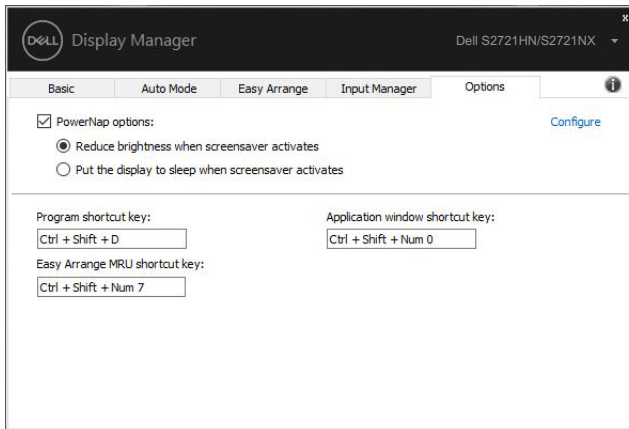 x
DELL Display Manager Dell S2721HN/S2721NX
Basic Auto Mode Easy Arrange Input Manager Options i
PowerNap options: Configure
Reduce brightness when screensaver activates
Put the display to sleep when screensaver activates
Program shortcut key: Application window shortcut key:
Ctrl + Shift + D Ctrl + Shift + Num 0
Easy Arrange MRU shortcut key:
Ctrl + Shift + Num 7